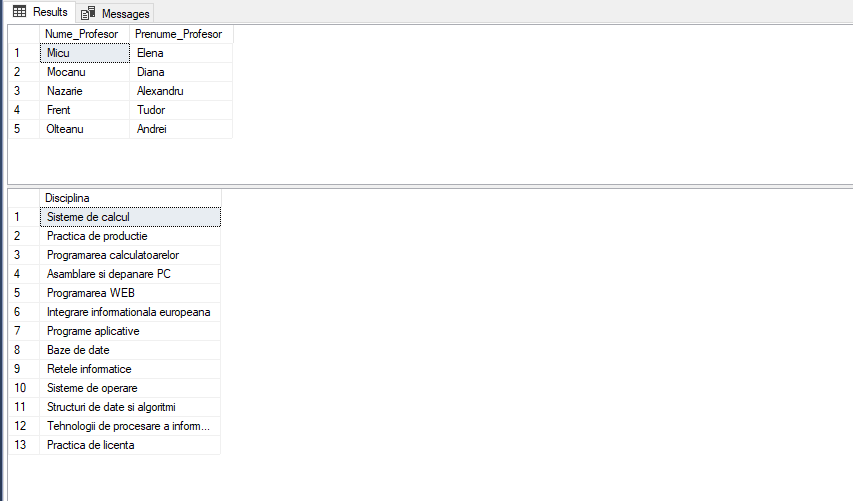 Results Messages
Nume_Profesor Prenume_Profesor
1 Micu Elena
2 Mocanu Diana
3 Nazarie Alexandru
4 Frent Tudor
5 Olteanu Andrei
Disciplina
1 Sisteme de calcul
2 Practica de productie
3 Programarea calculatoarelor
4 Asamblare si depanare PC
5 Programarea WEB
6 Integrare informationala europeana
7 Programe aplicative
8 Baze de date
9 Retele informatice
10 Sisteme de operare
11 Structuri de date si algoritmi
12 Tehnologii de procesare a inform...
13 Practica de licenta